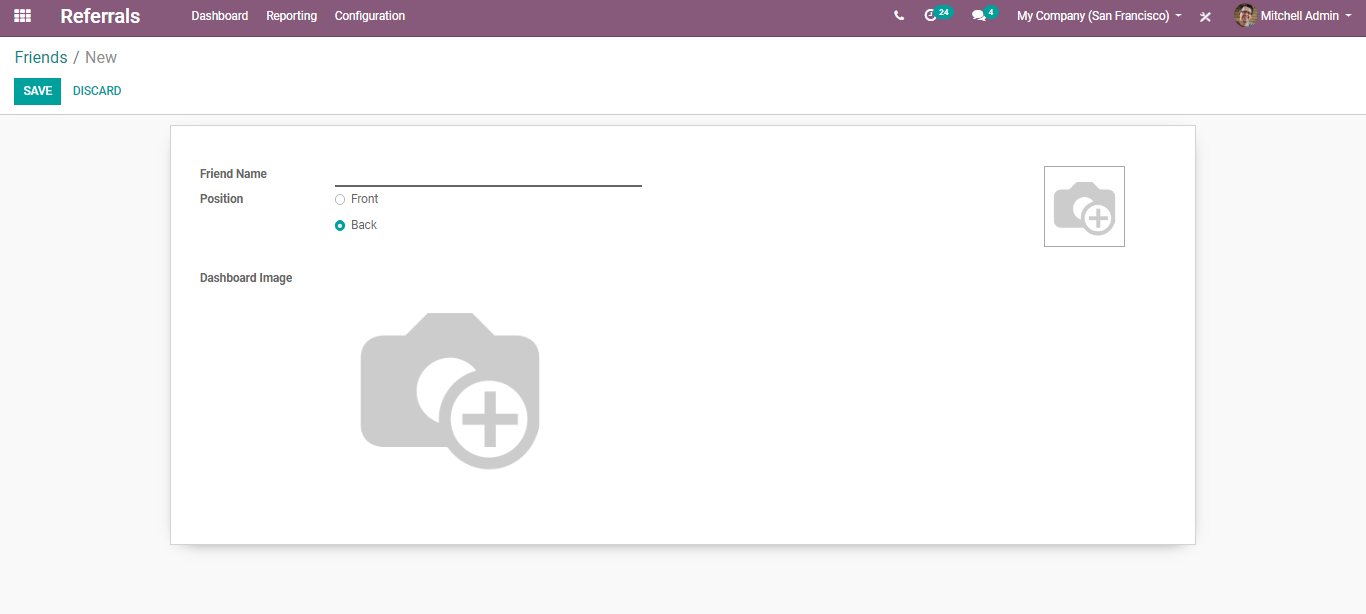 Referrals Dashboard Reporting Configuration 24 4 My Company (San Francisco) Mitchell Admin
Friends / New
SAVE DISCARD
Friend Name
Position Front
Back
Dashboard Image